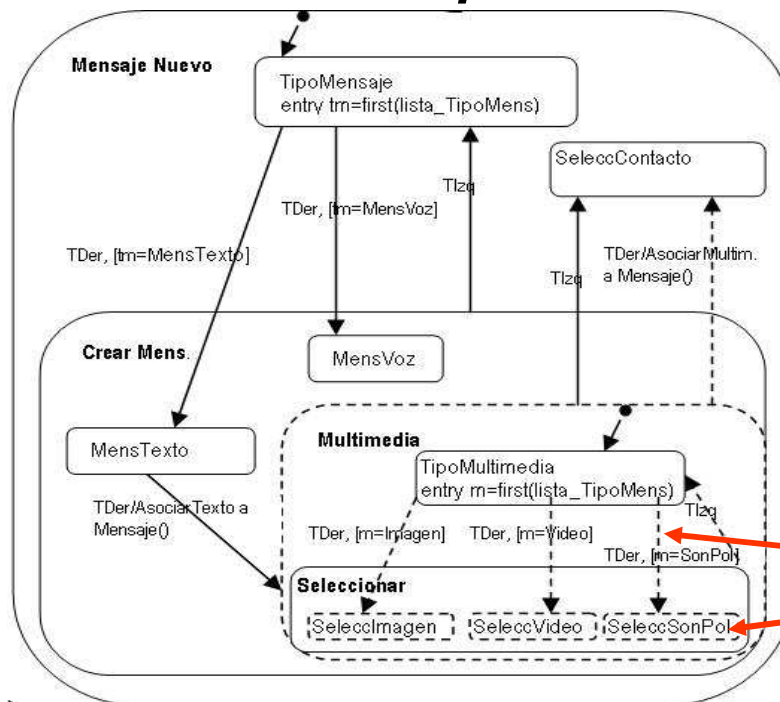 Mensaje Nuevo
TipoMensaje
entry tm=first(lista_TipoMens)
SeleccContacto
TIzq
TDer, [tm=MensVoz]
TDer, [tm=MensTexto]
TDer/AsociarMultim.
a Mensaje()
TIzq
Crear Mens.
MensVoz
MensTexto
Multimedia
TipoMultimedia
entry m=first(lista_TipoMens)
TDer/AsociarTexto a
Mensaje()
TIzq
TDer, [m=Imagen]
TDer, [m=Video]
TDer, [m=SonPol]
Seleccionar
SeleccImagen
SeleccVideo
SeleccSonPol